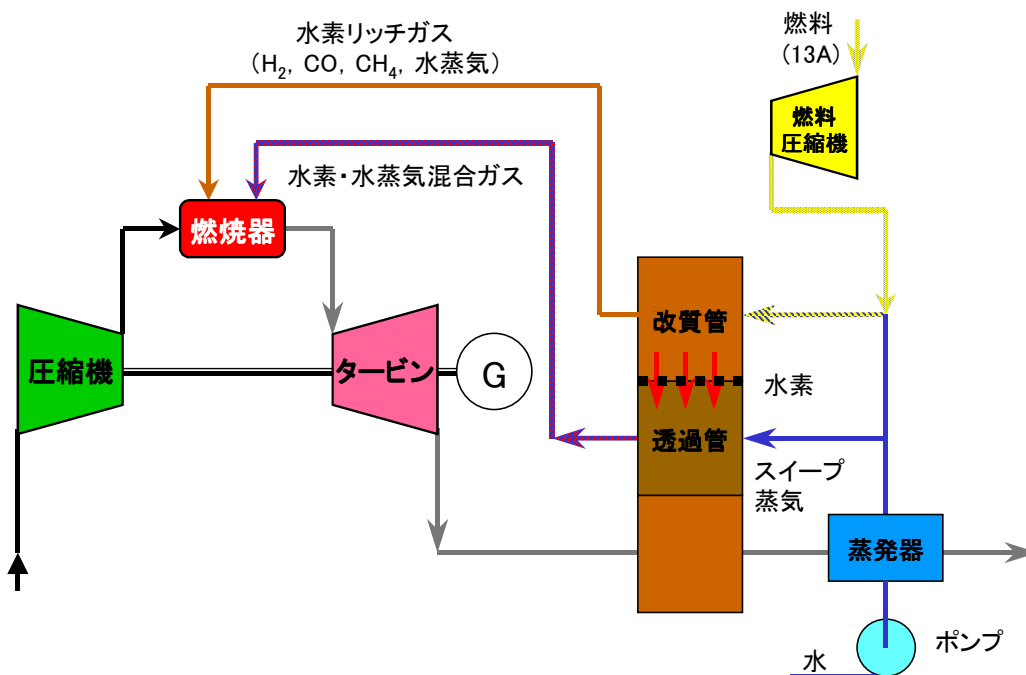 水素リッチガス
（H₂, CO, CH₄, 水蒸気）
燃料
（13A）
燃料
圧縮機
水素・水蒸気混合ガス
燃焼器
改質管
圧縮機
タービン
G
水素
透過管
スイープ
蒸気
蒸発器
ポンプ
水